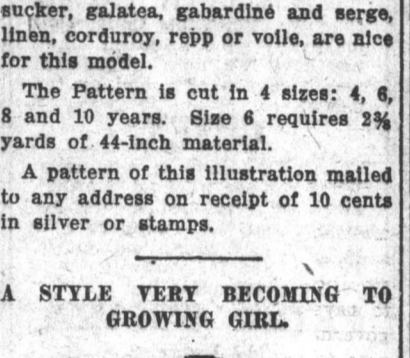 sucker, galatea, gabardine and serge,
linen, corduroy, repp or voile, are nice
for this model.
The Pattern is cut in 4 sizes: 4, 6,
8 and 10 years. Size 6 requires 2⅜
yards of 44-inch material.
A pattern of this illustration mailed
to any address on receipt of 10 cents
in silver or stamps.
A STYLE VERY BECOMING TO
GROWING GIRL.